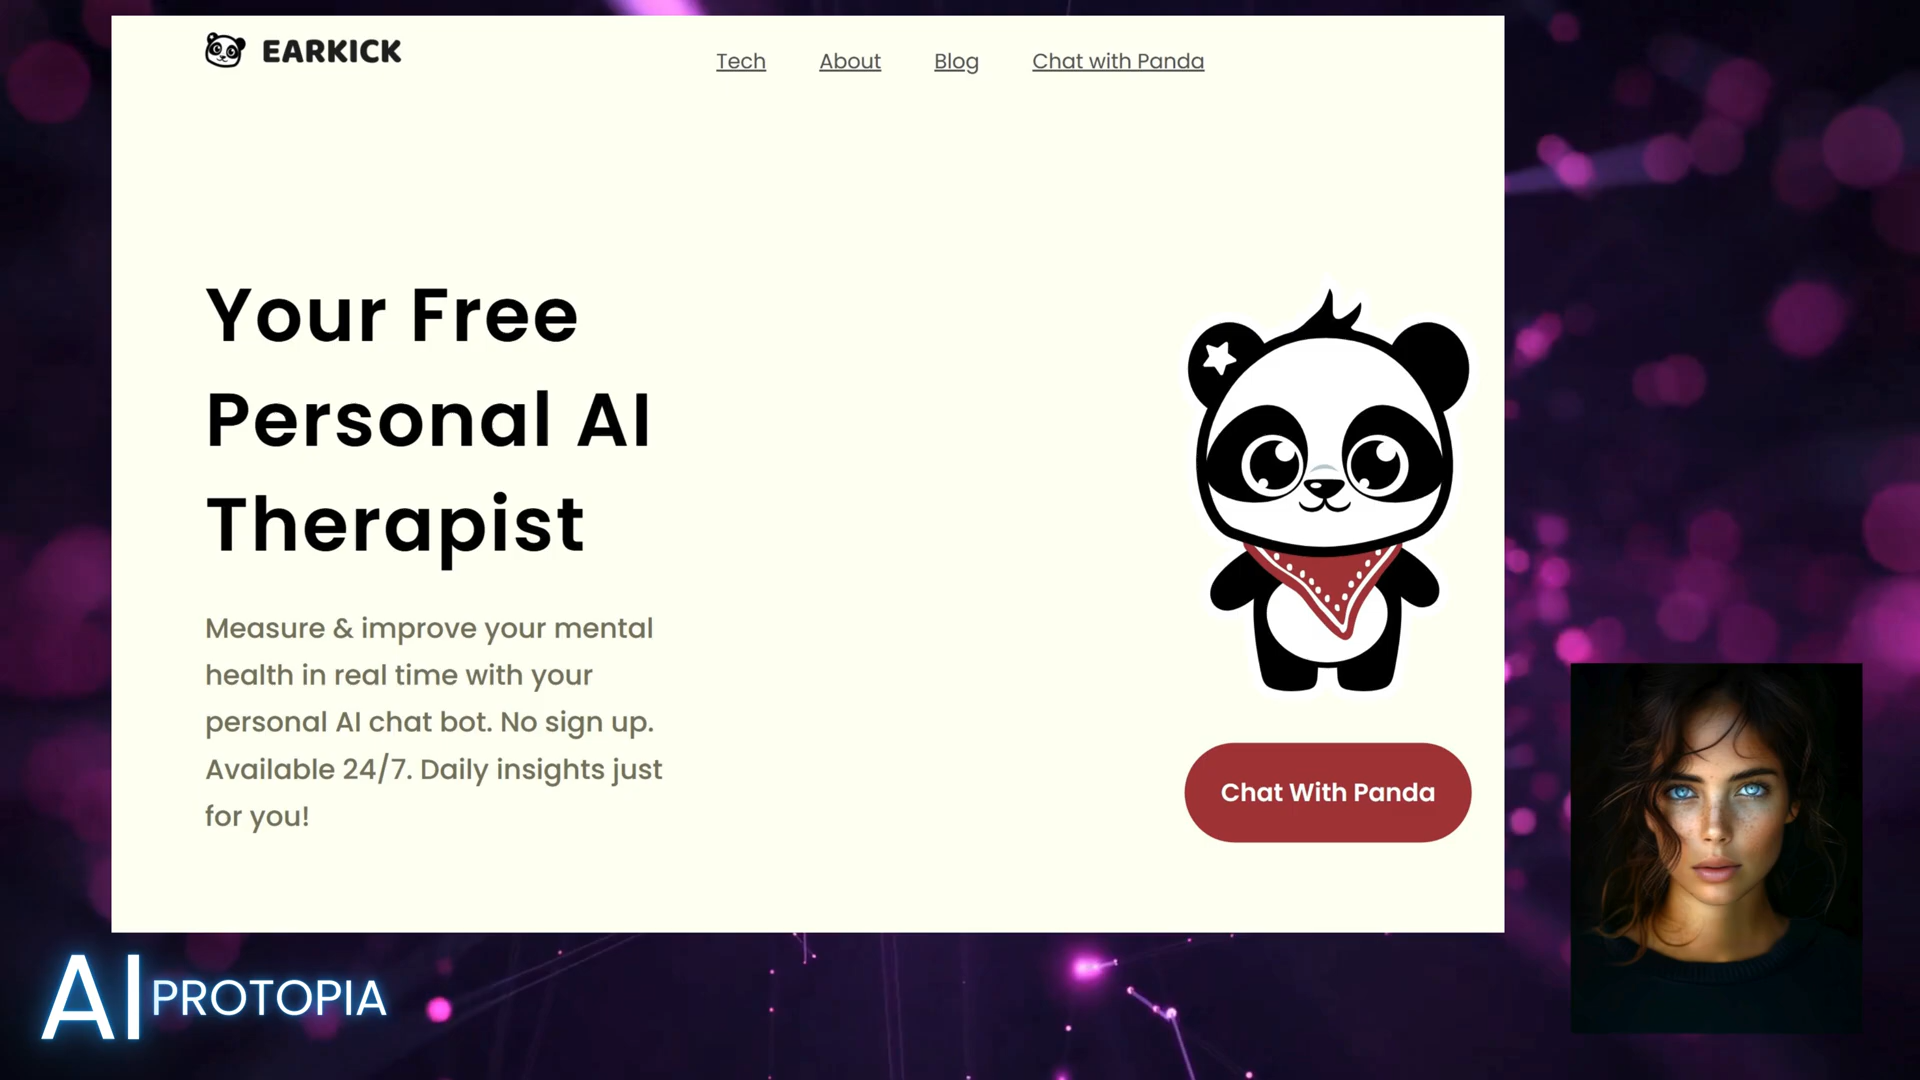 EARKICK
Tech
About
Blog
Chat with Panda
Your Free
Personal AI
Therapist
Measure & improve your mental
health in real time with your
personal AI chat bot. No sign up.
Available 24/7. Daily insights just
for you!
Chat With Panda
AI PROTOPIA